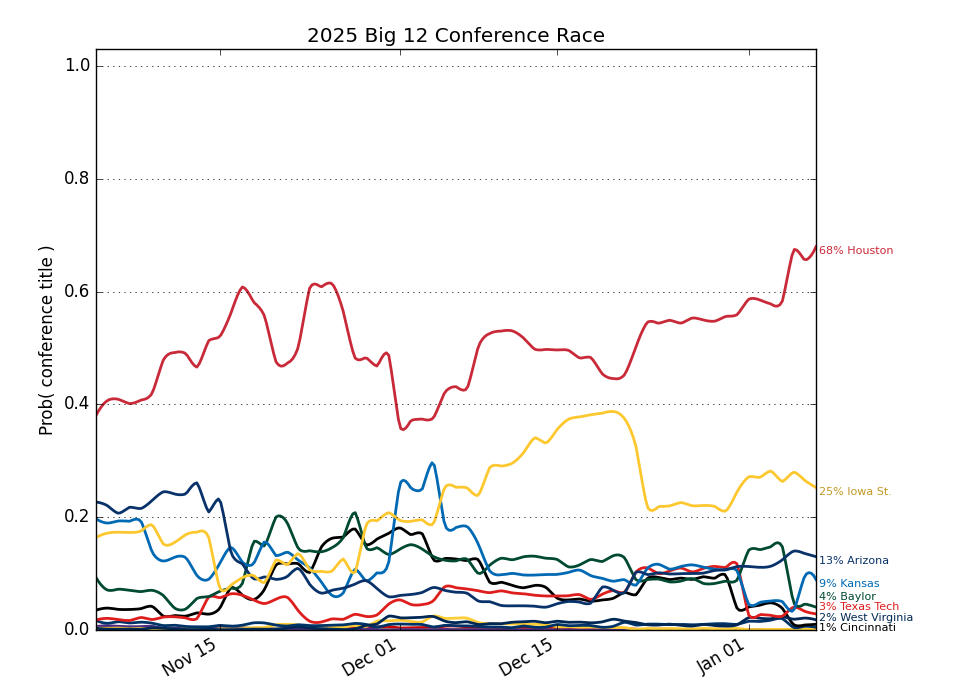 2025 Big 12 Conference Race
Prob( conference title )
1.0
0.8
0.6
0.4
0.2
0.0
Nov 15
Dec 01
Dec 15
Jan 01
68% Houston
25% Iowa St.
13% Arizona
9% Kansas
4% Baylor
3% Texas Tech
2% West Virginia
1% Cincinnati